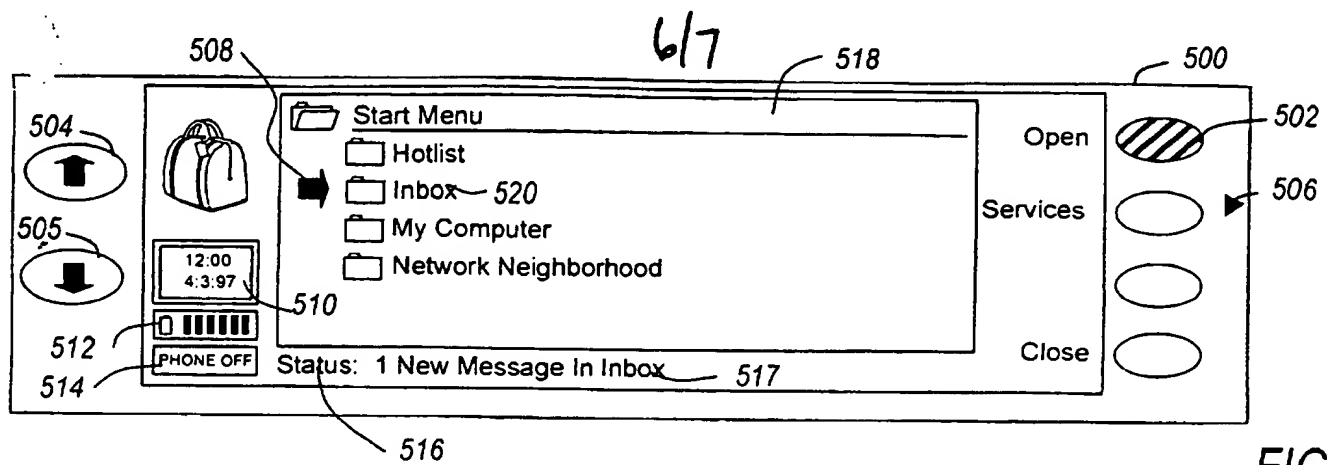 6/7
508
518
500
504
Start Menu
Open
502
Hotlist
Inbox
520
506
Services
505
My Computer
12:00
Network Neighborhood
4:3:97
510
512
PHONE OFF
Status: 1 New Message In Inbox
517
Close
514
516